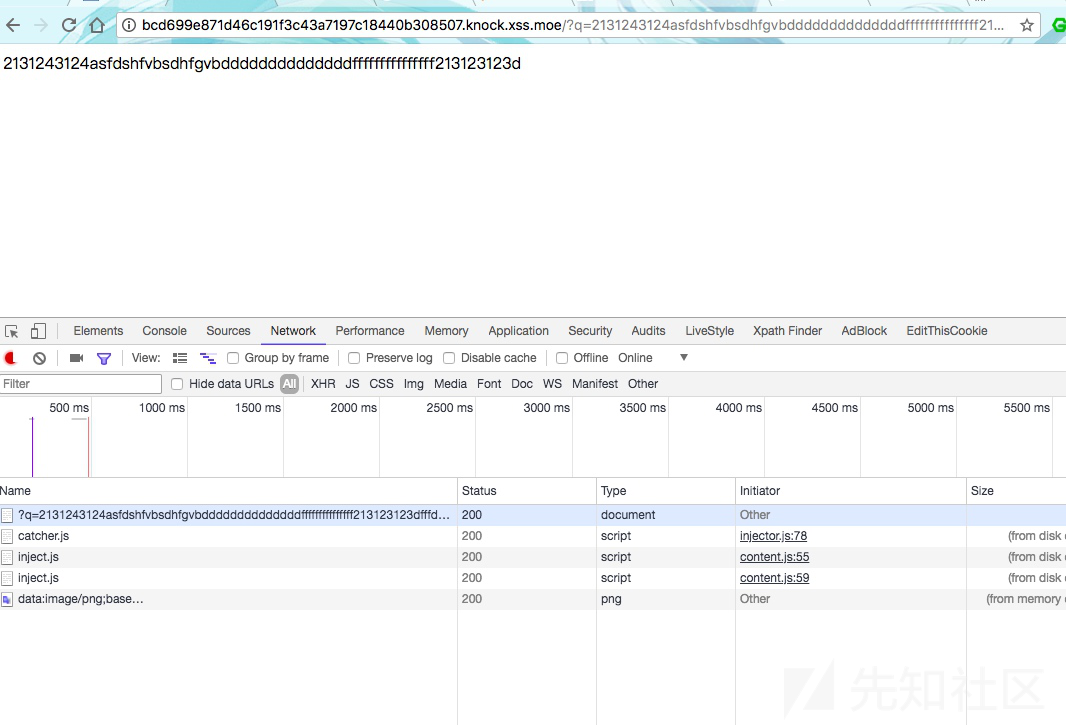 bcd699e871d46c191f3c43a7197c18440b308507.knock.xss.moe/?q=2131243124asfdshfvbsdhfgvbddddddddddddddfffffffffffffff21...
2131243124asfdshfvbsdhfgvbddddddddddddddfffffffffffffff213123123d
Elements Console Sources Network Performance Memory Application Security Audits LiveStyle Xpath Finder AdBlock EditThisCookie
View: Group by frame Preserve log Disable cache Offline Online
Filter Hide data URLs All XHR JS CSS Img Media Font Doc WS Manifest Other
500 ms 1000 ms 1500 ms 2000 ms 2500 ms 3000 ms 3500 ms 4000 ms 4500 ms 5000 ms 5500 ms
Name Status Type Initiator Size
?q=2131243124asfdshfvbsdhfgvbddddddddddddddfffffffffffffff213123123dfffd... 200 document Other
catcher.js 200 script injector.js:78 (from disk
inject.js 200 script content.js:55 (from disk
inject.js 200 script content.js:59 (from disk
data:image/png;base... 200 png Other (from memory
先知社区